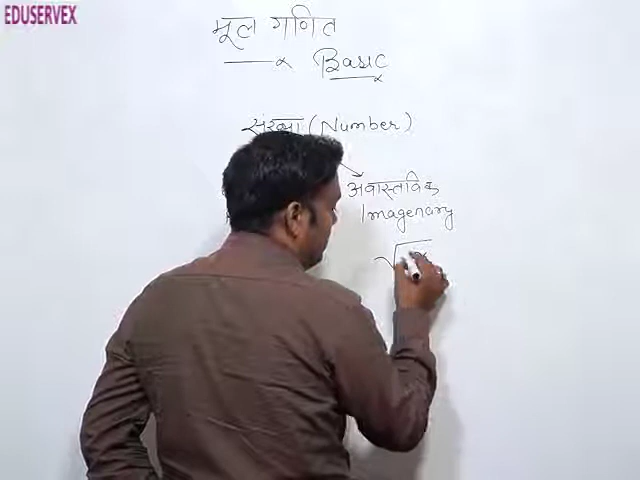 EDUSERVEX
मूल गणित
Basic
संख्या (Number)
अवास्तविक
Imagenary